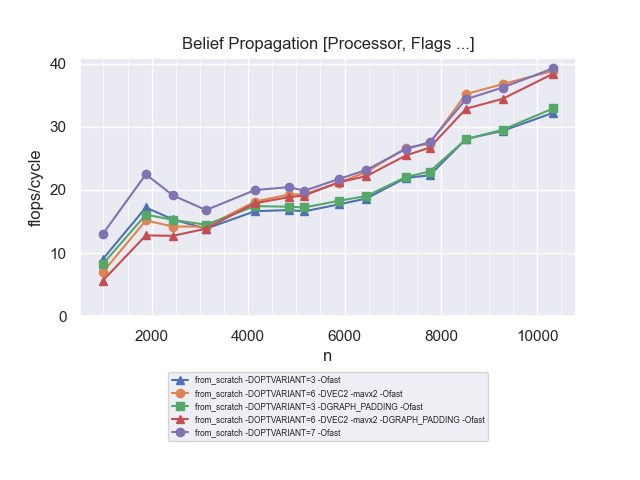 Belief Propagation [Processor, Flags ...]
40
30
20
10
0
flops/cycle
2000 4000 6000 8000 10000
n
from_scratch -DOPTVARIANT=3 -Ofast
from_scratch -DOPTVARIANT=6 -DVEC2 -mavx2 -Ofast
from_scratch -DOPTVARIANT=3 -DGRAPH_PADDING -Ofast
from_scratch -DOPTVARIANT=6 -DVEC2 -mavx2 -DGRAPH_PADDING -Ofast
from_scratch -DOPTVARIANT=7 -Ofast